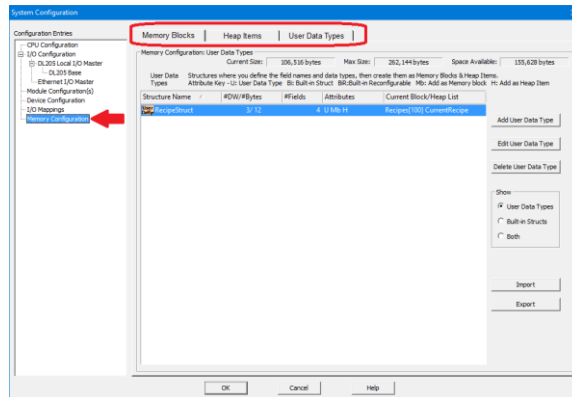 System Configuration
Configuration Entries
CPU Configuration
I/O Configuration
DL205 Local I/O Master
DL205 Base
Ethernet I/O Master
Module Configuration(s)
Device Configuration
I/O Mappings
Memory Configuration
Memory Blocks Heap Items User Data Types
Memory Configuration: User Data Types
Current Size: 106,516 bytes Max Size: 262,144 bytes Space Available: 155,628 bytes
User Data Structures where you define the field names and data types, then create them as Memory Blocks & Heap Items.
Types Attribute Key - U: User Data Type B: Built-in Struct BR:Built-in Reconfigurable Mb: Add as Memory block H: Add as Heap Item
Structure Name / #DW/#Bytes #Fields Attributes Current Block/Heap List
RecipeStruct 3/ 12 4 U Mb H Recipes[100] CurrentRecipe
Add User Data Type
Edit User Data Type
Delete User Data Type
Show
User Data Types
Built-in Structs
Both
Import
Export
OK Cancel Help